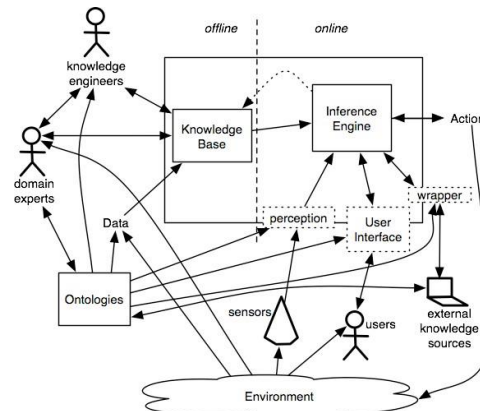 offline
online
knowledge
engineers
Knowledge
Base
Inference
Engine
Action
domain
experts
Data
perception
User
Interface
wrapper
Ontologies
sensors
users
external
knowledge
sources
Environment